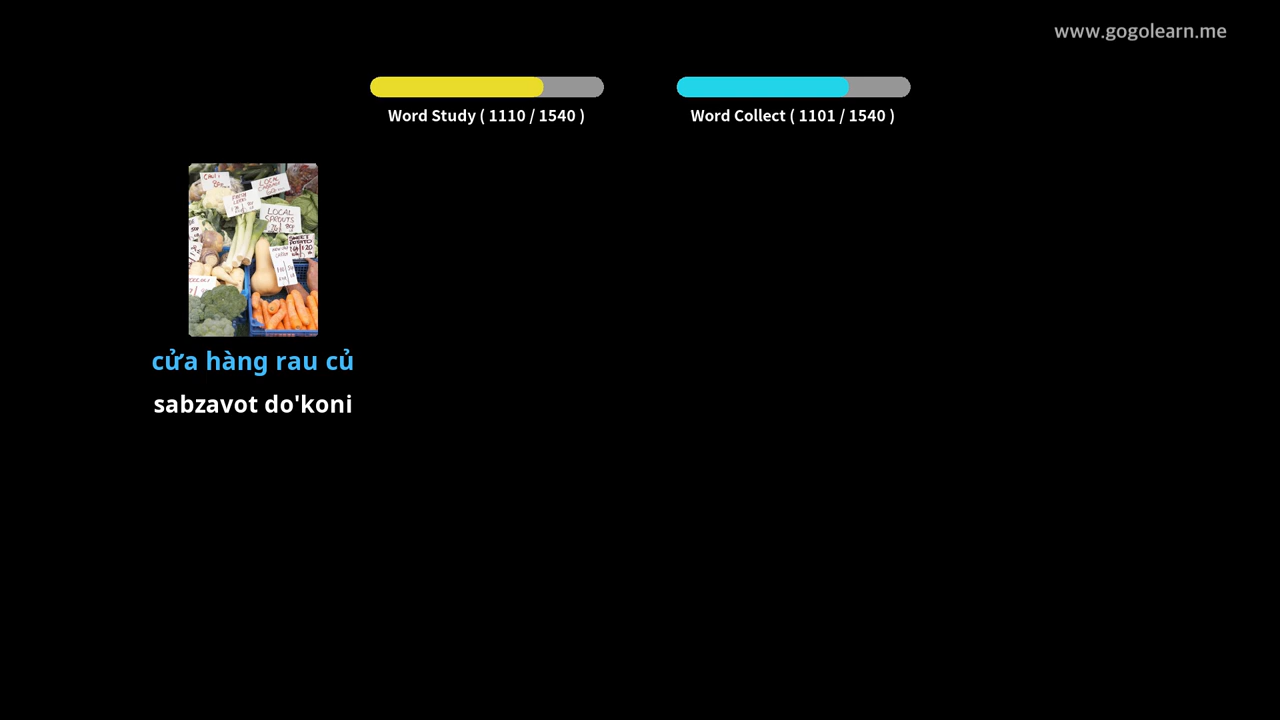 www.gogolearn.me
Word Study ( 1110 / 1540 )
Word Collect ( 1101 / 1540 )
LOCAL
LOCAL
SPROUTS
cửa hàng rau củ
sabzavot do'koni